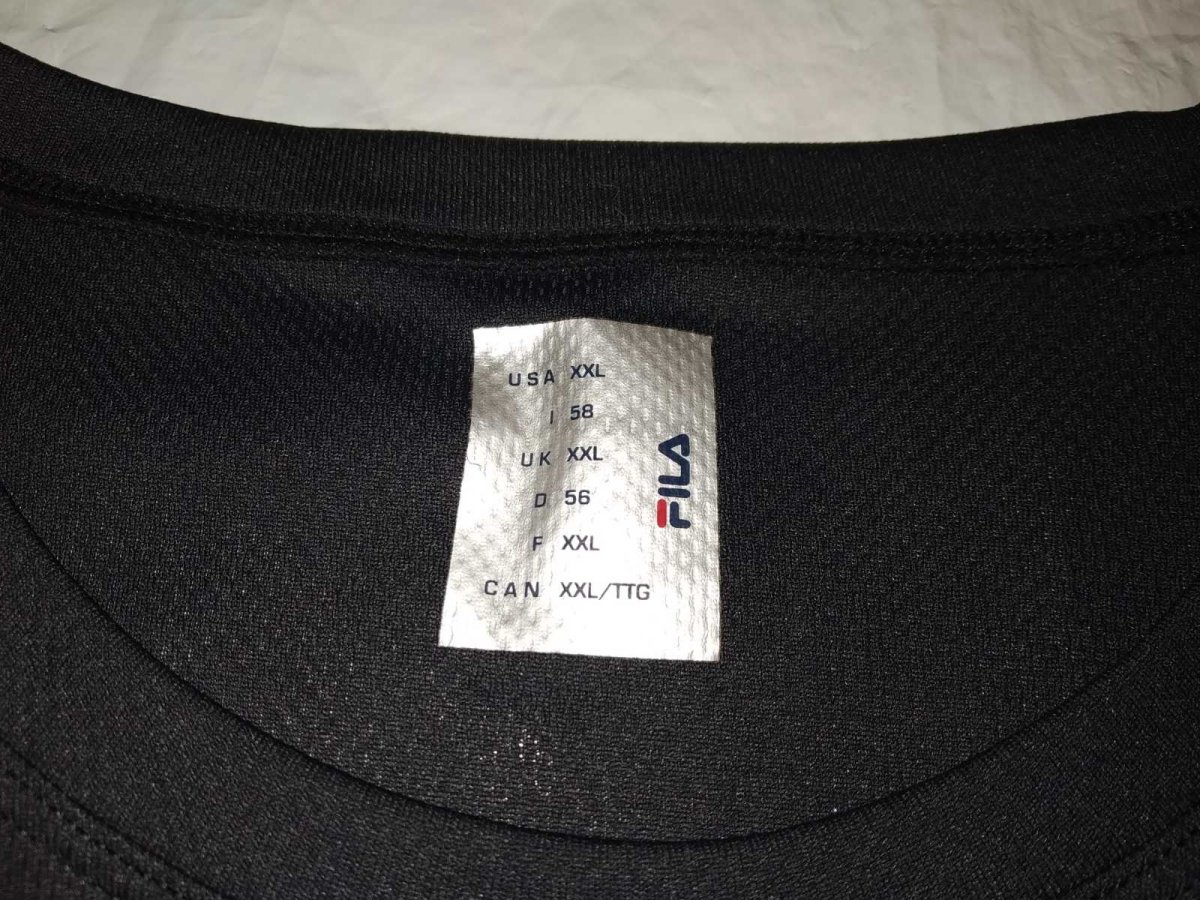 USA XXL
I 58
UK XXL
D 56
F XXL
CAN XXL/TTG
FILA